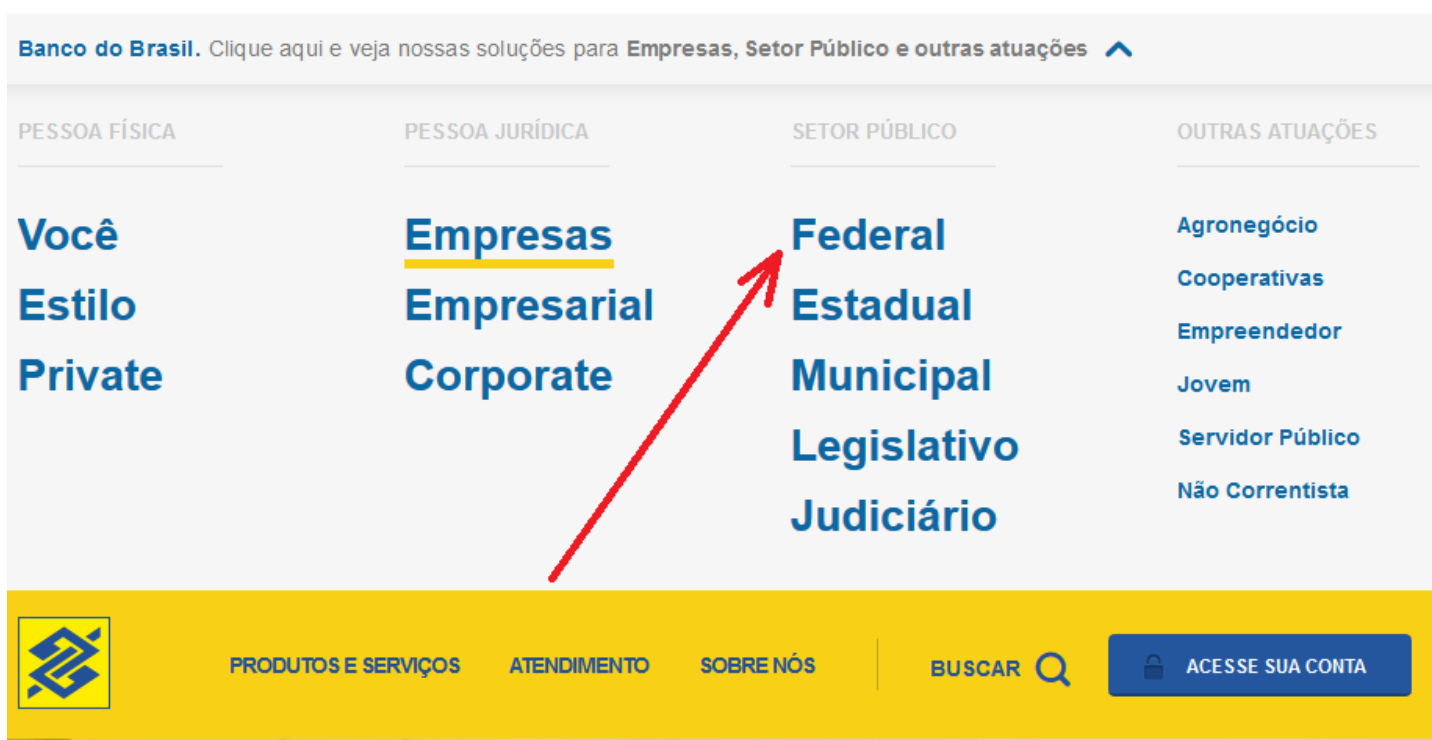 Banco do Brasil. Clique aqui e veja nossas soluções para Empresas, Setor Público e outras atuações
PESSOA FÍSICA
Você
Estilo
Private
PESSOA JURÍDICA
Empresas
Empresarial
Corporate
SETOR PÚBLICO
Federal
Estadual
Municipal
Legislativo
Judiciário
OUTRAS ATUAÇÕES
Agronegócio
Cooperativas
Empreendedor
Jovem
Servidor Público
Não Correntista
PRODUTOS E SERVIÇOS ATENDIMENTO SOBRE NÓS BUSCAR ACESSE SUA CONTA